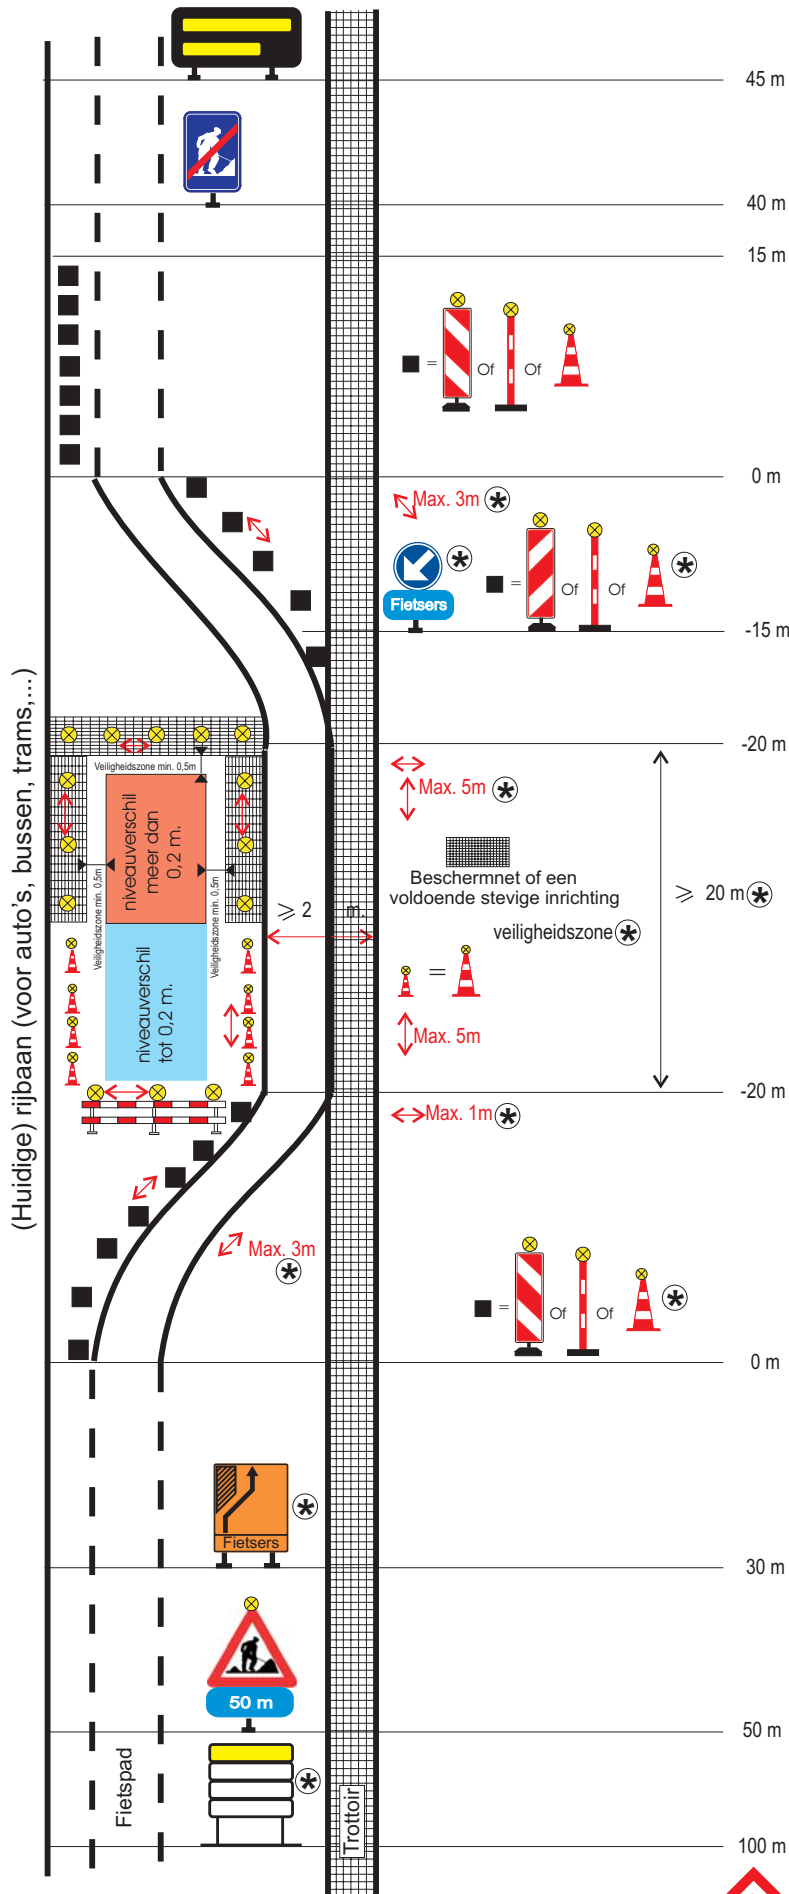 45 m
40 m
15 m
= Of Of
0 m
Max. 3m *
Fietsers
*
= Of Of *
-15 m
-20 m
Veiligheidszone min. 0,5m
Max. 5m *
niveauverschil
meer dan
0,2 m.
Veiligheidszone min. 0,5m
Veiligheidszone min. 0,5m
⩾ 2 m.
Beschermnet of een
voldoende stevige inrichting
veiligheidszone *
⩾ 20 m *
niveauverschil
tot 0,2 m.
=
Max. 5m
-20 m
Max. 1m *
(Huidige) rijbaan (voor auto's, bussen, trams,...)
Max. 3m
*
= Of Of *
0 m
Fietsers
*
30 m
50 m
50 m
*
Fietspad
Trottoir
100 m